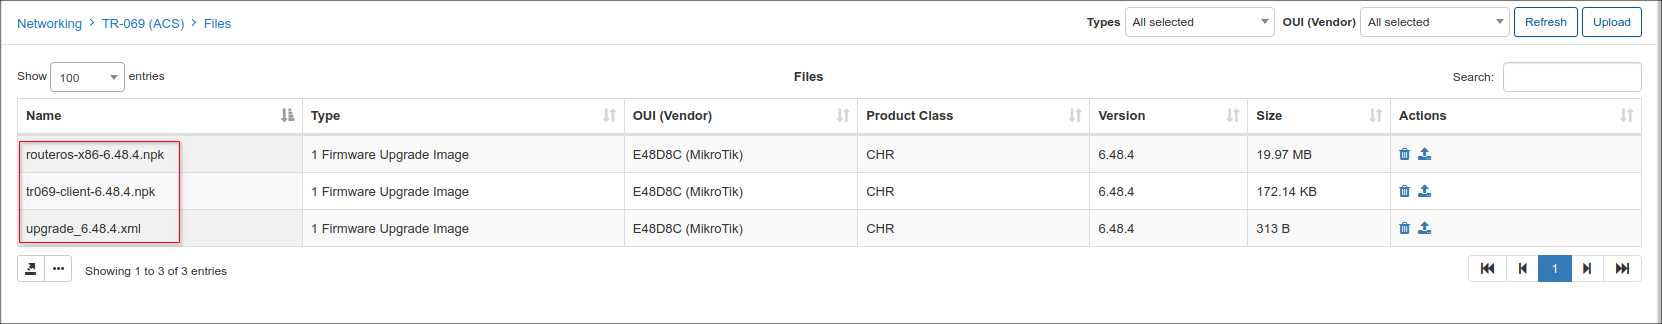 Networking > TR-069 (ACS) > Files
Types All selected OUI (Vendor) All selected Refresh Upload
Show 100 entries Files Search:
Name Type OUI (Vendor) Product Class Version Size Actions
routeros-x86-6.48.4.npk 1 Firmware Upgrade Image E48D8C (MikroTik) CHR 6.48.4 19.97 MB
tr069-client-6.48.4.npk 1 Firmware Upgrade Image E48D8C (MikroTik) CHR 6.48.4 172.14 KB
upgrade_6.48.4.xml 1 Firmware Upgrade Image E48D8C (MikroTik) CHR 6.48.4 313 B
Showing 1 to 3 of 3 entries 1